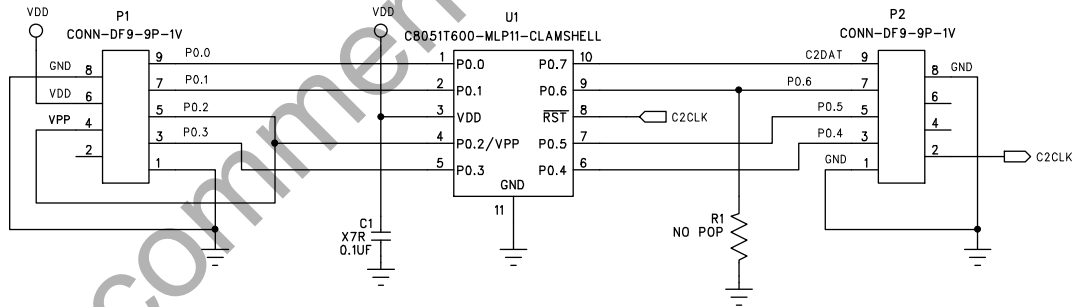 VDD
P1
CONN-DF9-9P-1V
GND 8
VDD 6
VPP 4
2
9 P0.0
7 P0.1
5 P0.2
3 P0.3
1
VDD
C1
X7R
0.1UF
U1
C8051T600-MLP11-CLAMSHELL
1 P0.0
2 P0.1
3 VDD
4 P0.2/VPP
5 P0.3
GND
11
P0.7 10
P0.6 9
RST 8
P0.5 7
P0.4 6
C2CLK
R1
NO POP
P2
CONN-DF9-9P-1V
C2DAT 9
P0.6 7
P0.5 5
P0.4 3
GND 1
8 GND
6
4
2
C2CLK